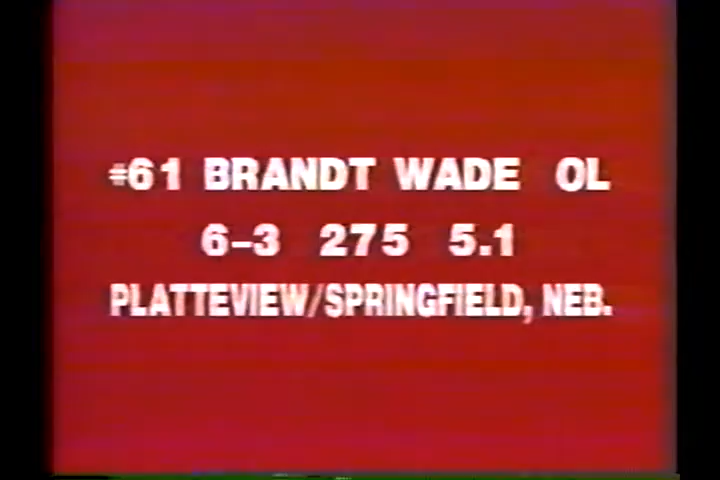 #61 BRANDT WADE OL
6-3 275 5.1
PLATTEVIEW/SPRINGFIELD, NEB.